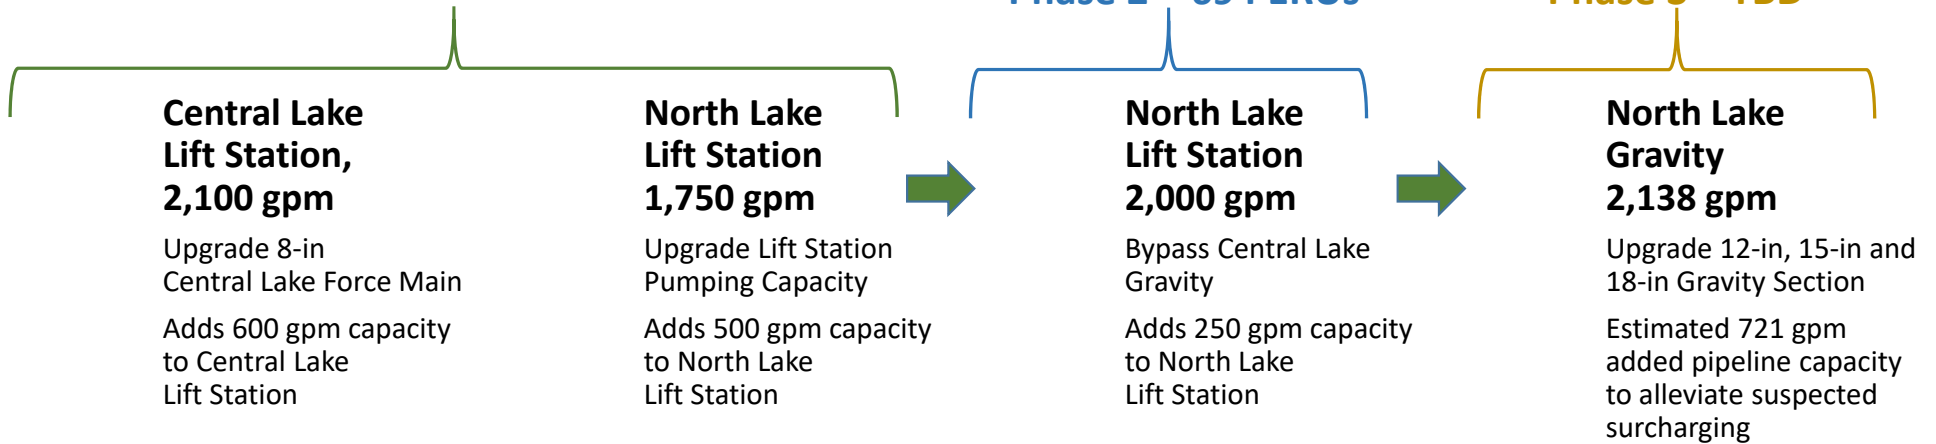 Central Lake
Lift Station,
2,100 gpm
Upgrade 8-in
Central Lake Force Main
Adds 600 gpm capacity
to Central Lake
Lift Station
North Lake
Lift Station
1,750 gpm
Upgrade Lift Station
Pumping Capacity
Adds 500 gpm capacity
to North Lake
Lift Station
North Lake
Lift Station
2,000 gpm
Bypass Central Lake
Gravity
Adds 250 gpm capacity
to North Lake
Lift Station
North Lake
Gravity
2,138 gpm
Upgrade 12-in, 15-in and
18-in Gravity Section
Estimated 721 gpm
added pipeline capacity
to alleviate suspected
surcharging